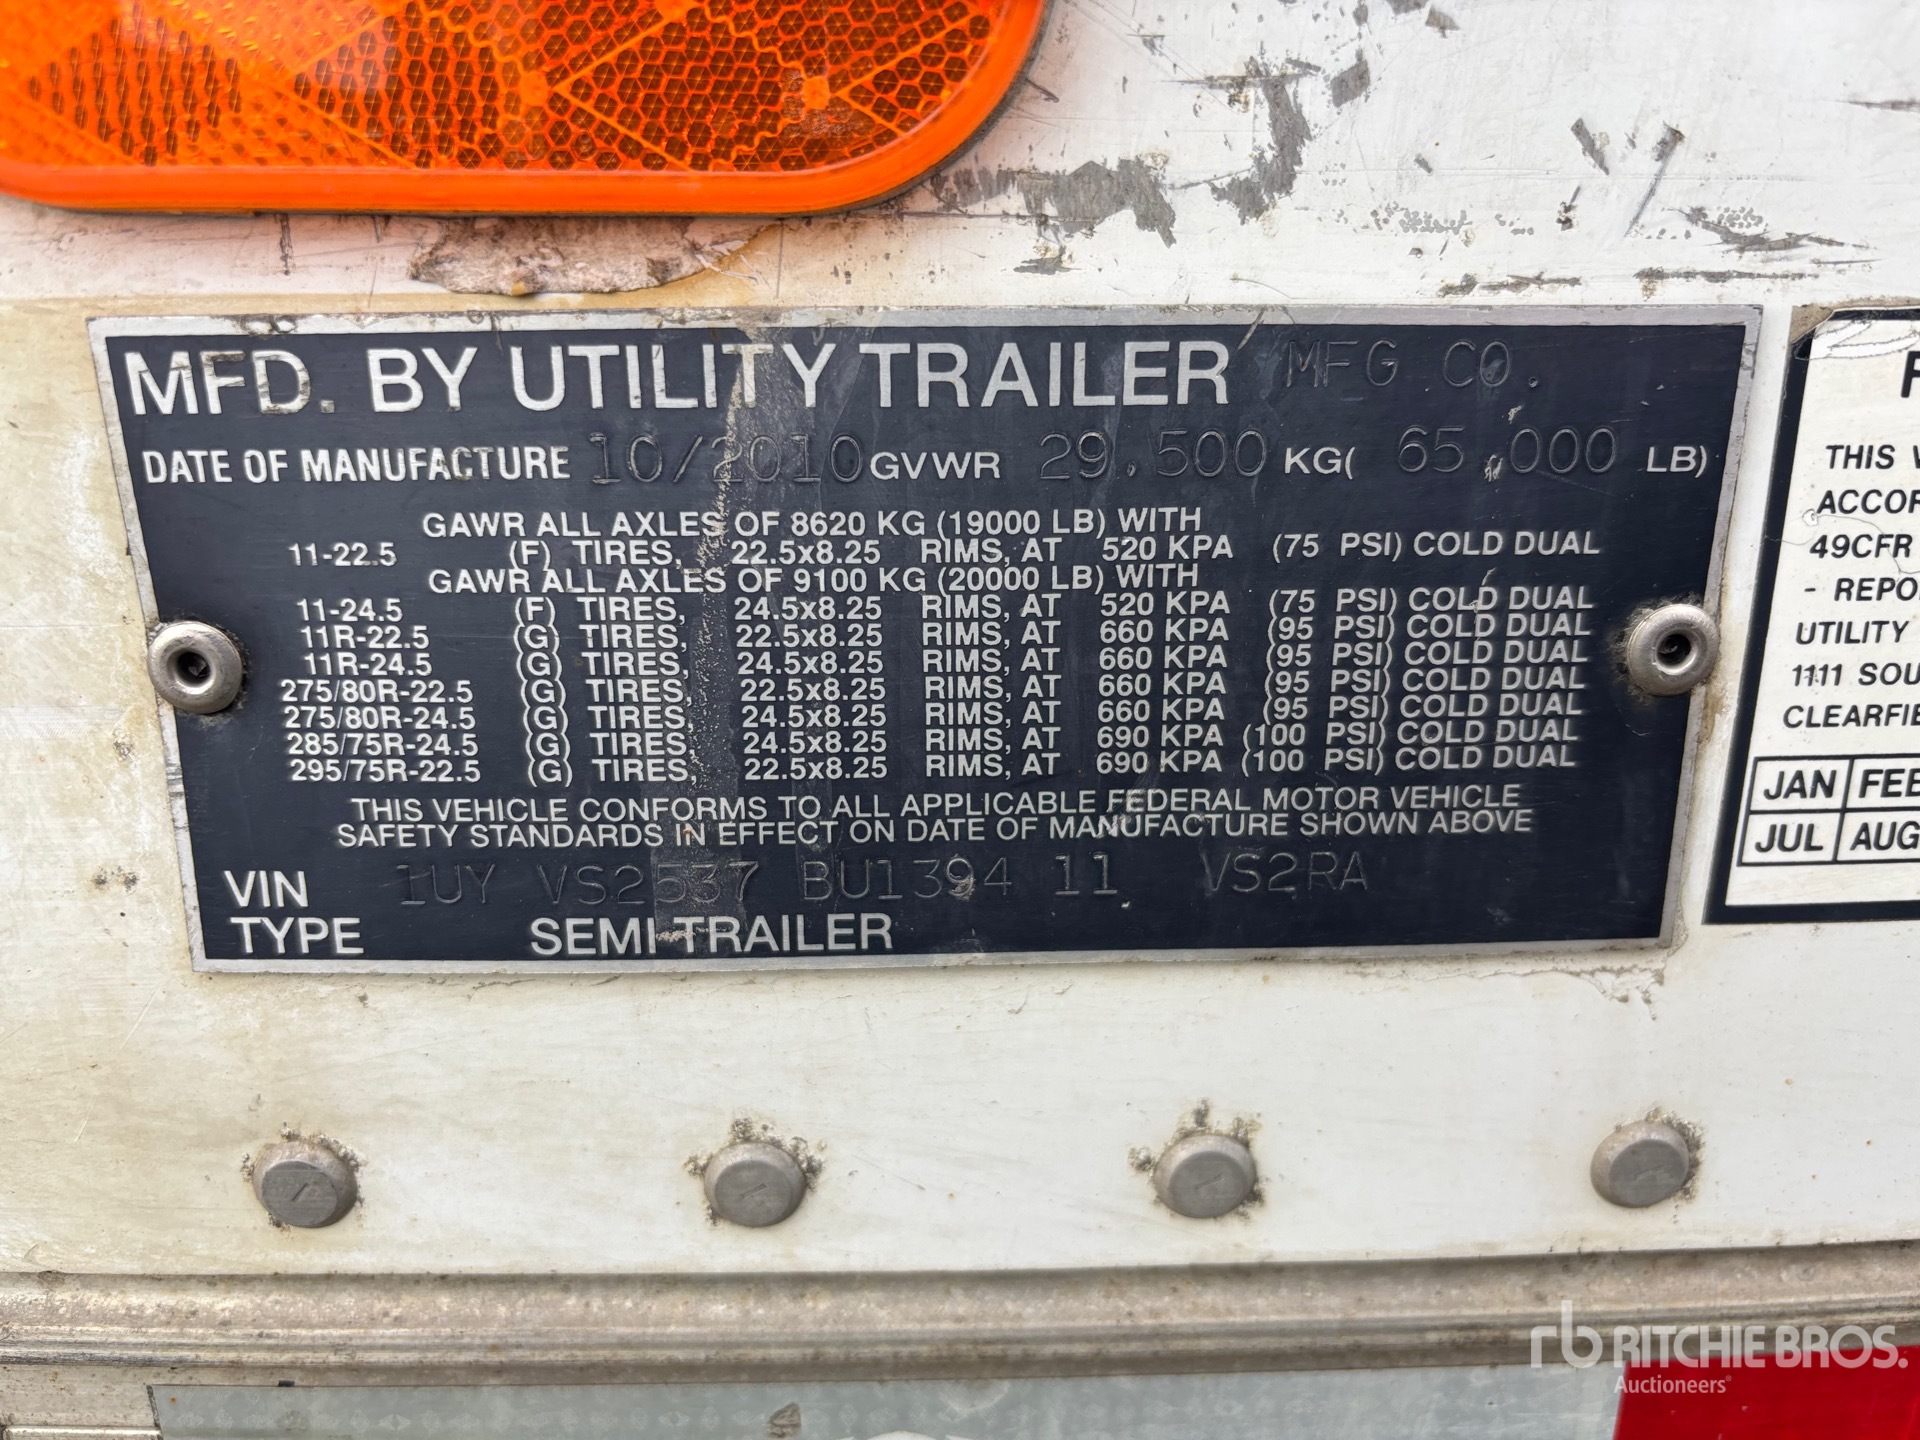 MFD. BY UTILITY TRAILER MFG CO.
DATE OF MANUFACTURE 10/2010 GVWR 29,500 KG( 65,000 LB)
GAWR ALL AXLES OF 8620 KG (19000 LB) WITH
11-22.5 (F) TIRES, 22.5x8.25 RIMS, AT 520 KPA (75 PSI) COLD DUAL
GAWR ALL AXLES OF 9100 KG (20000 LB) WITH
11-24.5 (F) TIRES, 24.5x8.25 RIMS, AT 520 KPA (75 PSI) COLD DUAL
11R-22.5 (G) TIRES, 22.5x8.25 RIMS, AT 660 KPA (95 PSI) COLD DUAL
11R-24.5 (G) TIRES, 24.5x8.25 RIMS, AT 660 KPA (95 PSI) COLD DUAL
275/80R-22.5 (G) TIRES, 22.5x8.25 RIMS, AT 660 KPA (95 PSI) COLD DUAL
275/80R-24.5 (G) TIRES, 24.5x8.25 RIMS, AT 660 KPA (95 PSI) COLD DUAL
285/75R-24.5 (G) TIRES, 24.5x8.25 RIMS, AT 690 KPA (100 PSI) COLD DUAL
295/75R-22.5 (G) TIRES, 22.5x8.25 RIMS, AT 690 KPA (100 PSI) COLD DUAL
THIS VEHICLE CONFORMS TO ALL APPLICABLE FEDERAL MOTOR VEHICLE
SAFETY STANDARDS IN EFFECT ON DATE OF MANUFACTURE SHOWN ABOVE
VIN 1UY VS2537 BU1394 11 VS2RA
TYPE SEMI-TRAILER
THIS
49CFR
UTILITY
1111
JAN FEB
JUL AUG
rb RITCHIE BROS.
Auctioneers